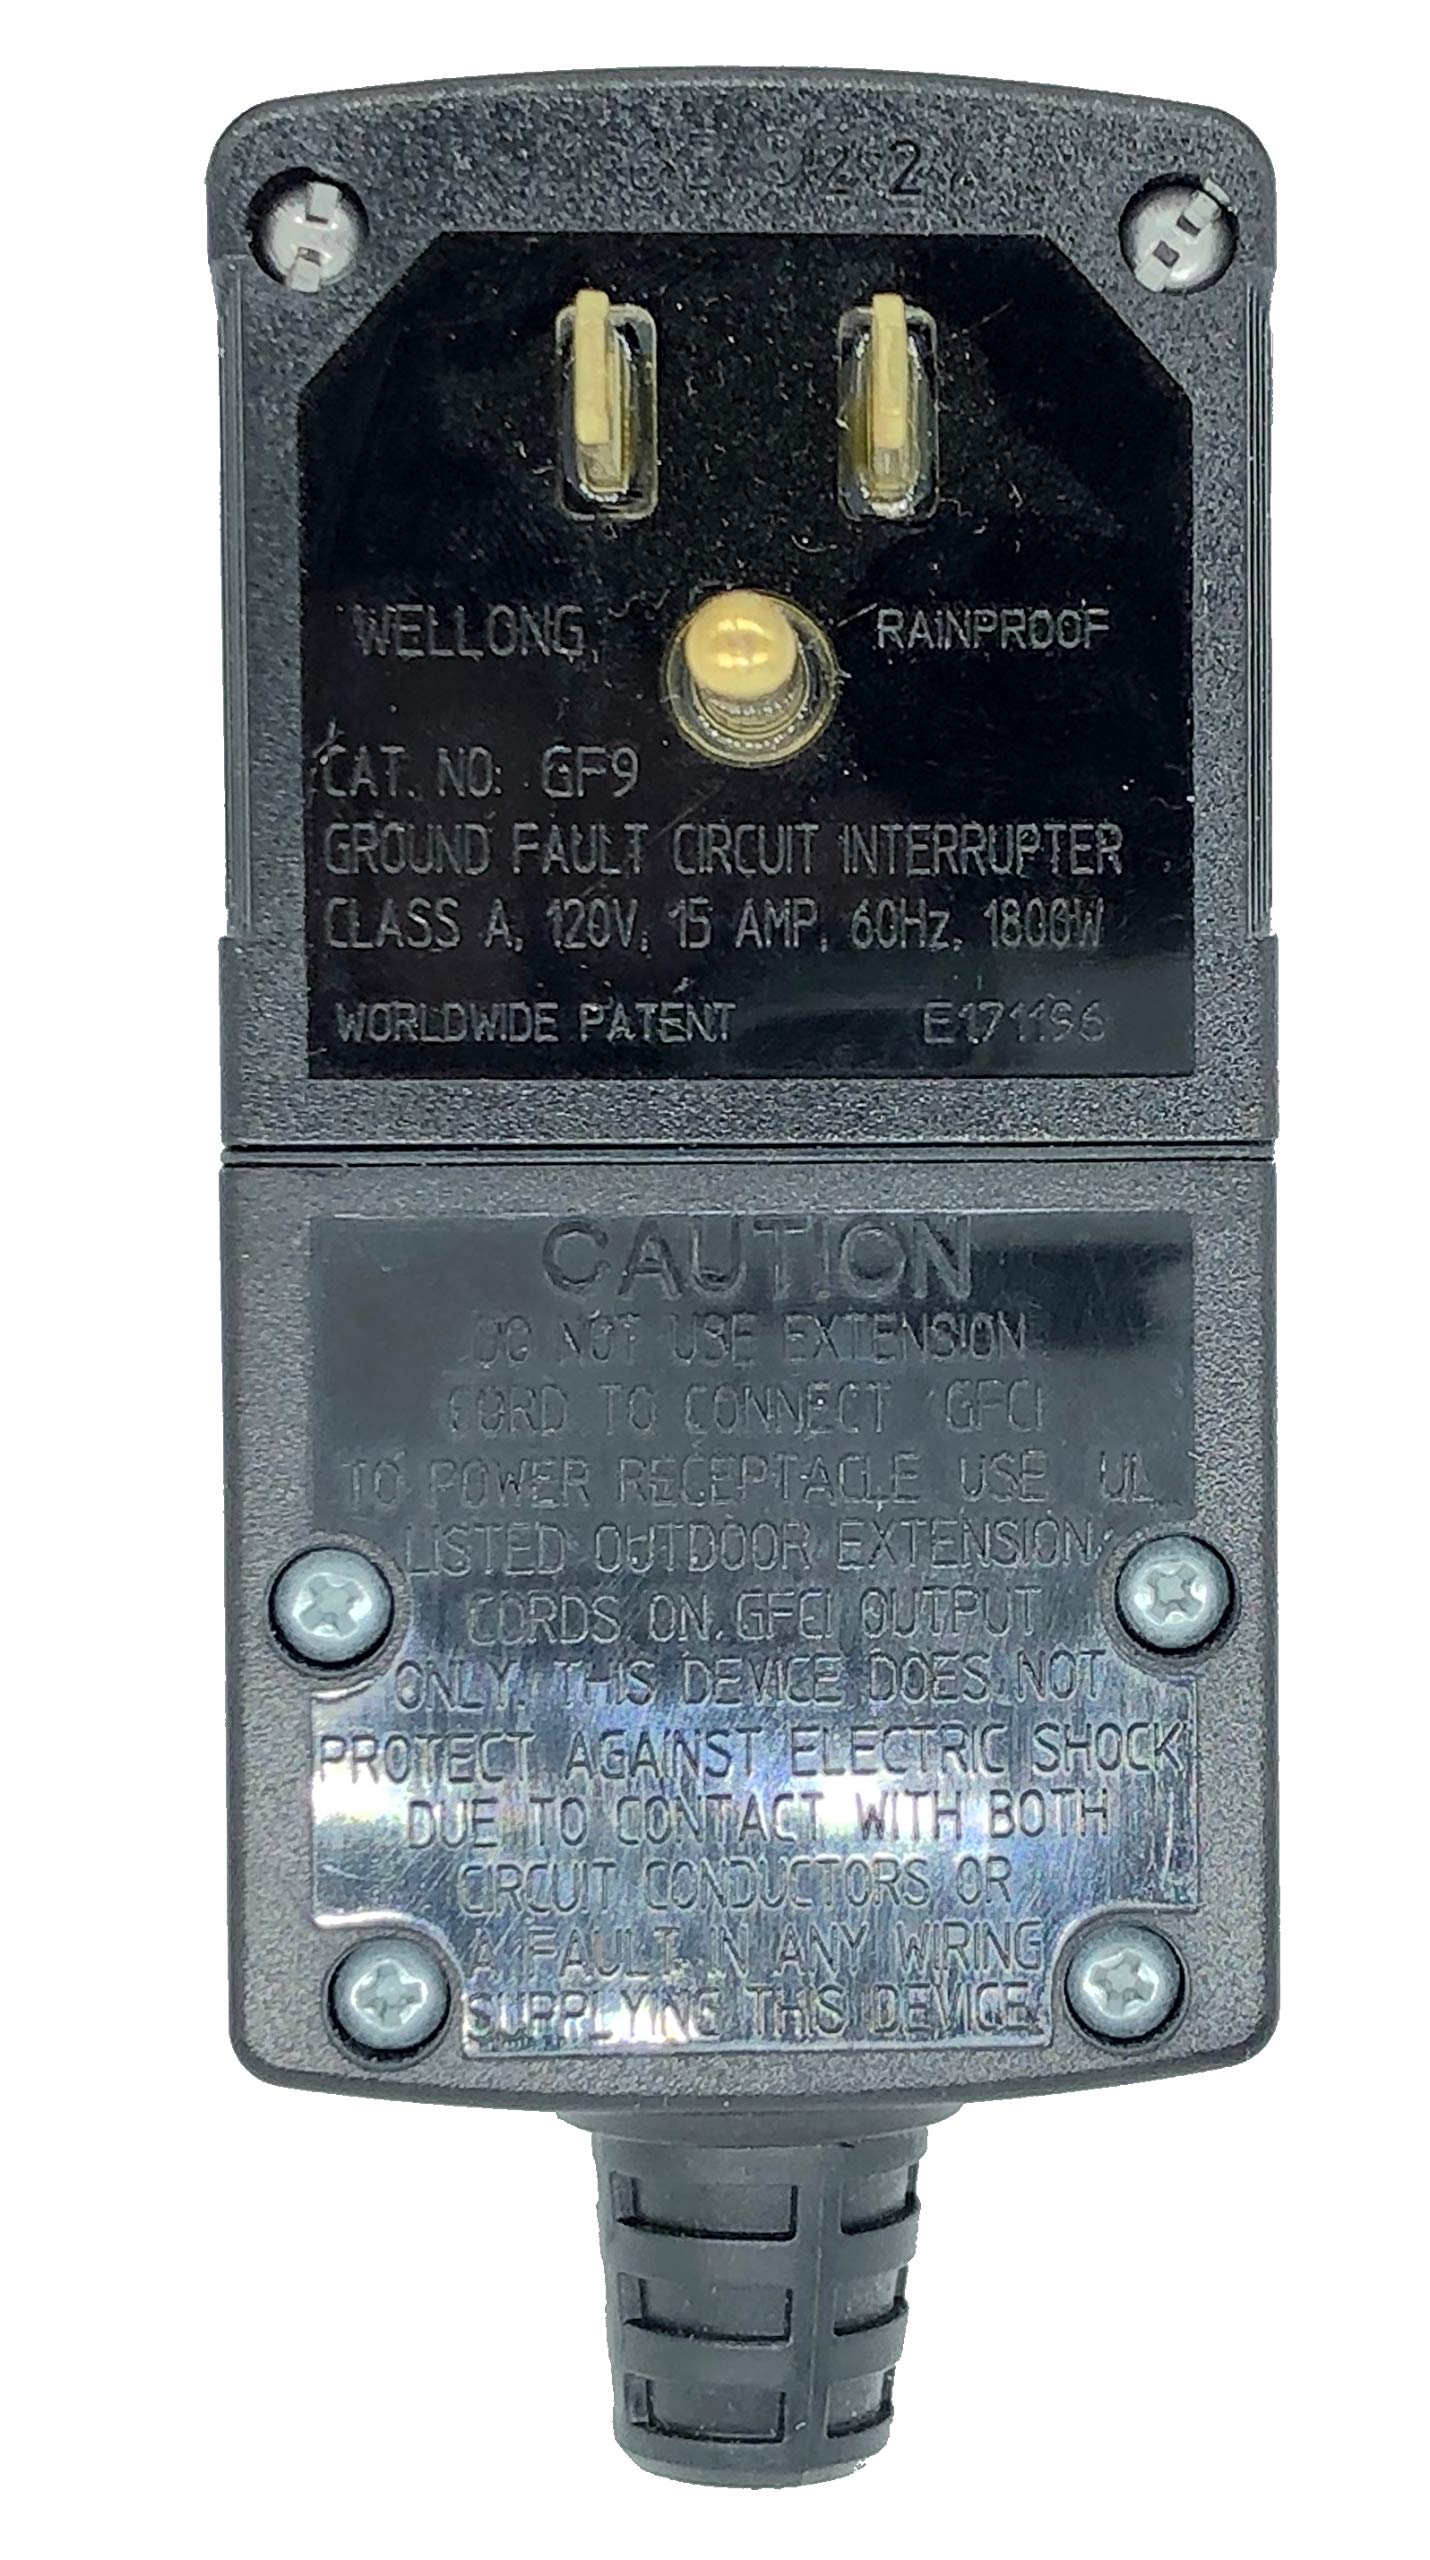 WELLONG RAINPROOF
CAT. NO: GF9
GROUND FAULT CIRCUIT INTERRUPTER
CLASS A, 120V, 15 AMP, 60Hz, 1800W
WORLDWIDE PATENT E171196
CAUTION
DO NOT USE EXTENSION
CORD TO CONNECT GFCI
TO POWER RECEPTACLE USE UL
LISTED OUTDOOR EXTENSION
CORDS ON GFCI OUTPUT
ONLY. THIS DEVICE DOES NOT
PROTECT AGAINST ELECTRIC SHOCK
DUE TO CONTACT WITH BOTH
CIRCUIT CONDUCTORS OR
A FAULT IN ANY WIRING
SUPPLYING THIS DEVICE